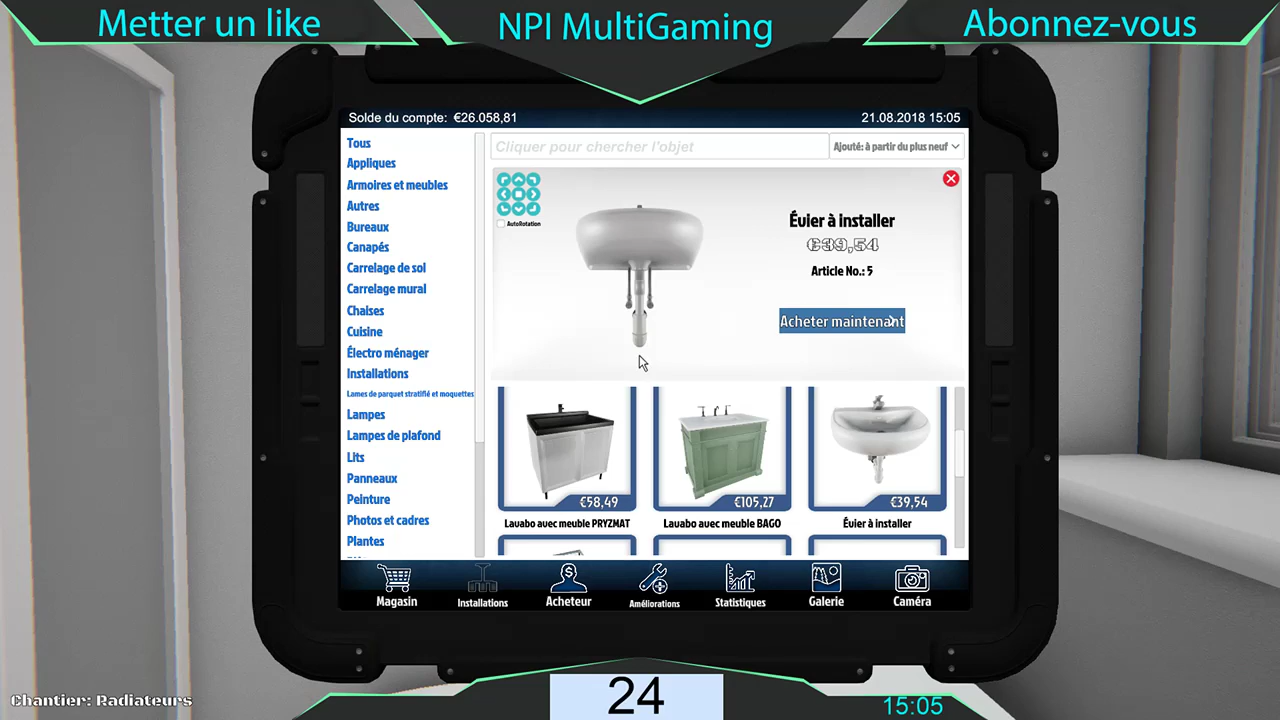 Metter un like
NPI MultiGaming
Abonnez-vous
Solde du compte: €26.058,81
21.08.2018 15:05
Tous
Appliques
Armoires et meubles
Autres
Bureaux
Canapés
Carrelage de sol
Carrelage mural
Chaises
Cuisine
Électro ménager
Installations
Lames de parquet stratifié et moquettes
Lampes
Lampes de plafond
Lits
Panneaux
Peinture
Photos et cadres
Plantes
Cliquer pour chercher l'objet
Ajouté: à partir du plus neuf
AutoRotation
Évier à installer
€39,54
Article No.: 5
Acheter maintenant
€58,49
€105,27
€39,54
Lavabo avec meuble PRYZMAT
Lavabo avec meuble BAGO
Évier à installer
Magasin
Installations
Acheteur
Améliorations
Statistiques
Galerie
Caméra
Chantier: Radiateurs
24
15:05